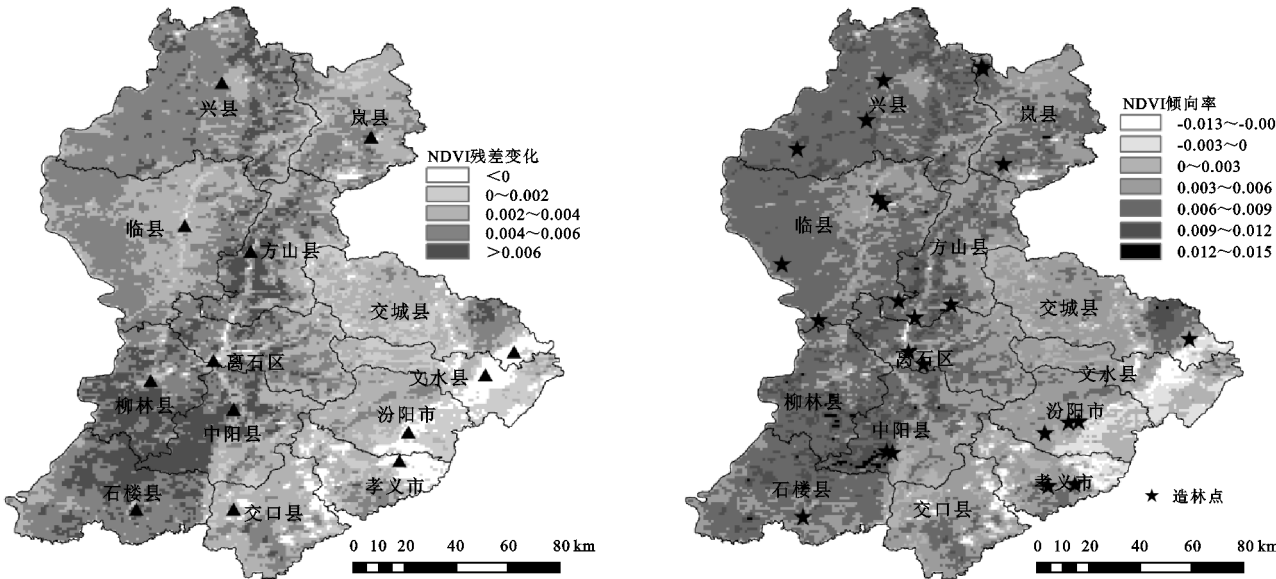 兴县
岚县
NDVI残差变化
<0
0～0.002
0.002～0.004
0.004～0.006
>0.006
临县
方山县
交城县
离石区
文水县
柳林县
汾阳市
中阳县
石楼县
孝义市
交口县
0 10 20 40 60 80 km
兴县
岚县
NDVI倾向率
-0.013～-0.00
-0.003～0
0～0.003
0.003～0.006
0.006～0.009
0.009～0.012
0.012～0.015
临县
方山县
交城县
离石区
文水县
柳林县
汾阳市
中阳县
石楼县
孝义市
造林点
交口县
0 10 20 40 60 80 km